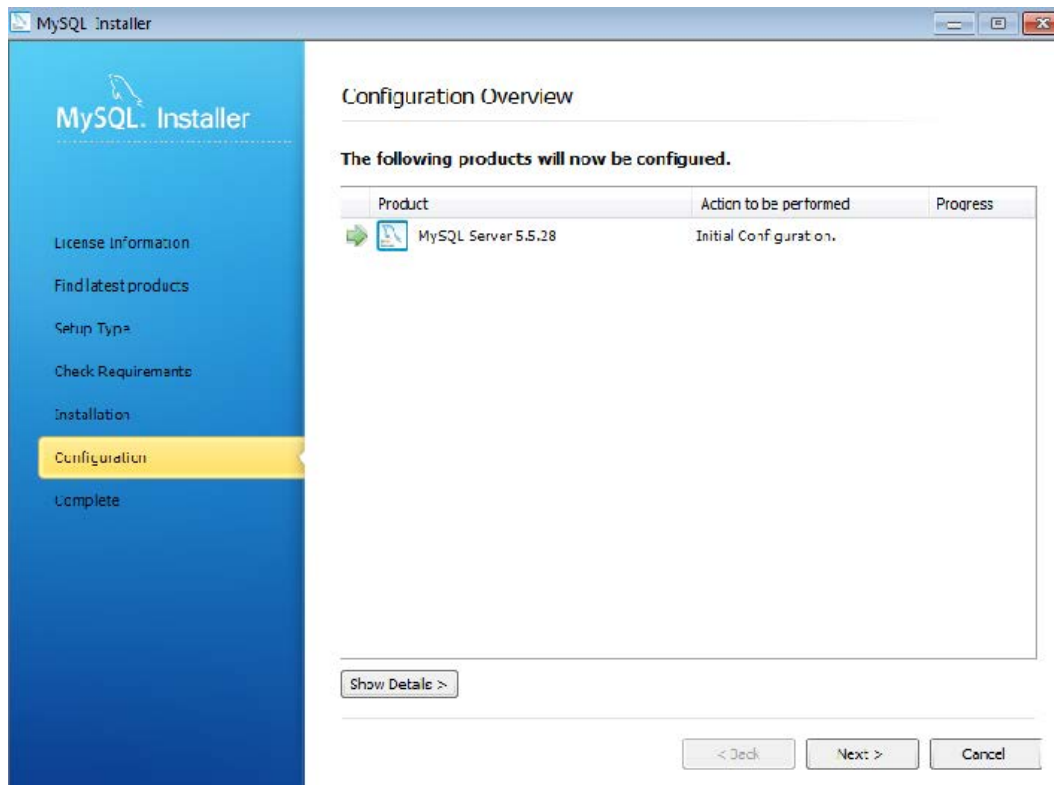 MySQL Installer
MySQL. Installer
License Information
Find latest products
Setup Type
Check Requirements
Installation
Configuration
Complete
Configuration Overview
The following products will now be configured.
Product Action to be performed Progress
MySQL Server 5.5.28 Initial Configuration.
Show Details >
< Back Next > Cancel